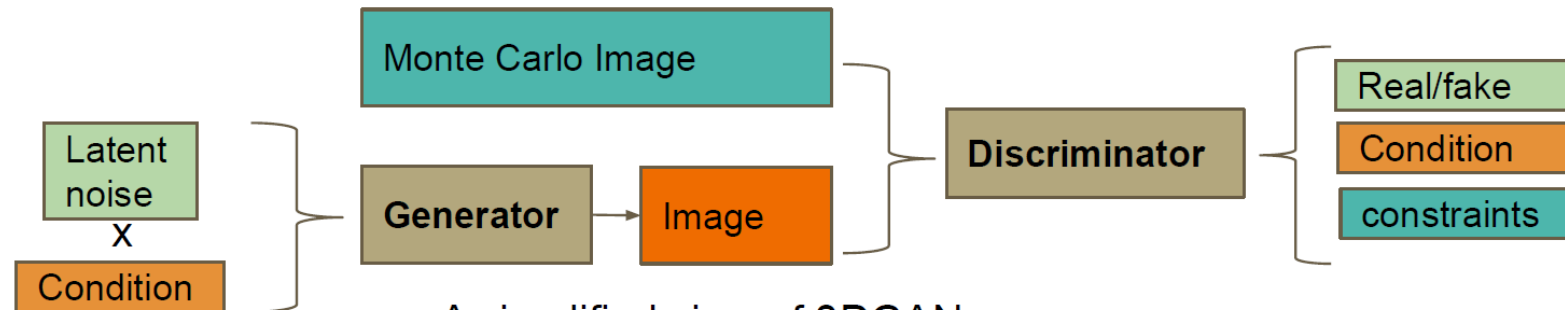 Monte Carlo Image
Latent
noise
x
Condition
Generator
Image
Discriminator
Real/fake
Condition
constraints